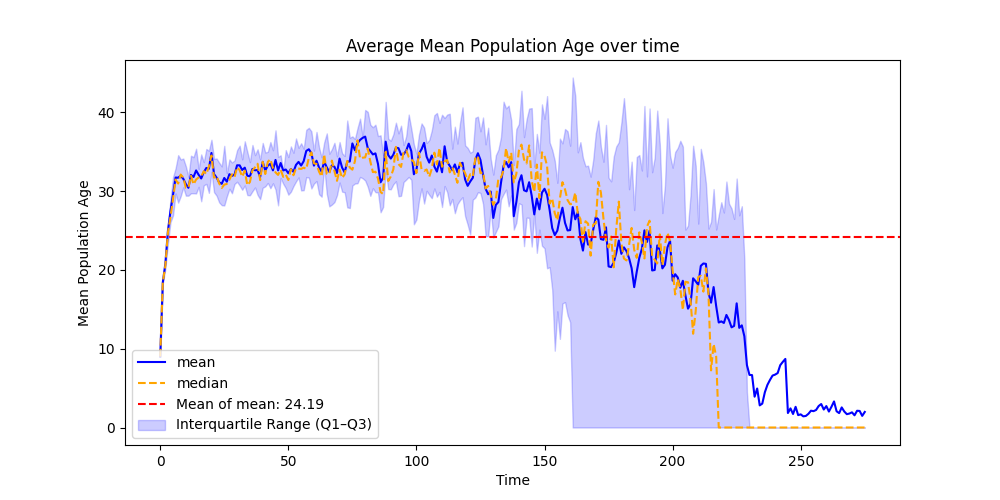 Average Mean Population Age over time
Mean Population Age
40
30
20
10
0
mean
median
Mean of mean: 24.19
Interquartile Range (Q1–Q3)
0
50
100
150
200
250
Time